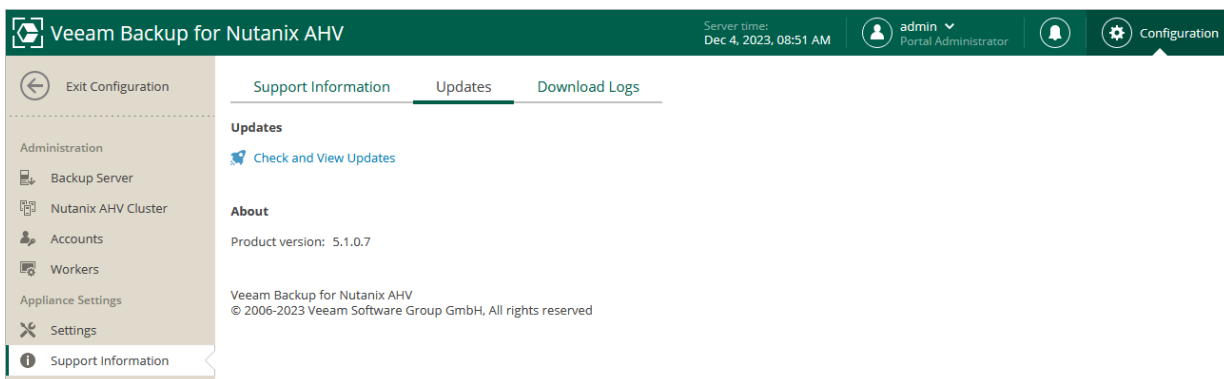 Veeam Backup for Nutanix AHV
Server time:
Dec 4, 2023, 08:51 AM
admin
Portal Administrator
Configuration
Exit Configuration
Administration
Backup Server
Nutanix AHV Cluster
Accounts
Workers
Appliance Settings
Settings
Support Information
Support Information Updates Download Logs
Updates
Check and View Updates
About
Product version: 5.1.0.7
Veeam Backup for Nutanix AHV
© 2006-2023 Veeam Software Group GmbH, All rights reserved